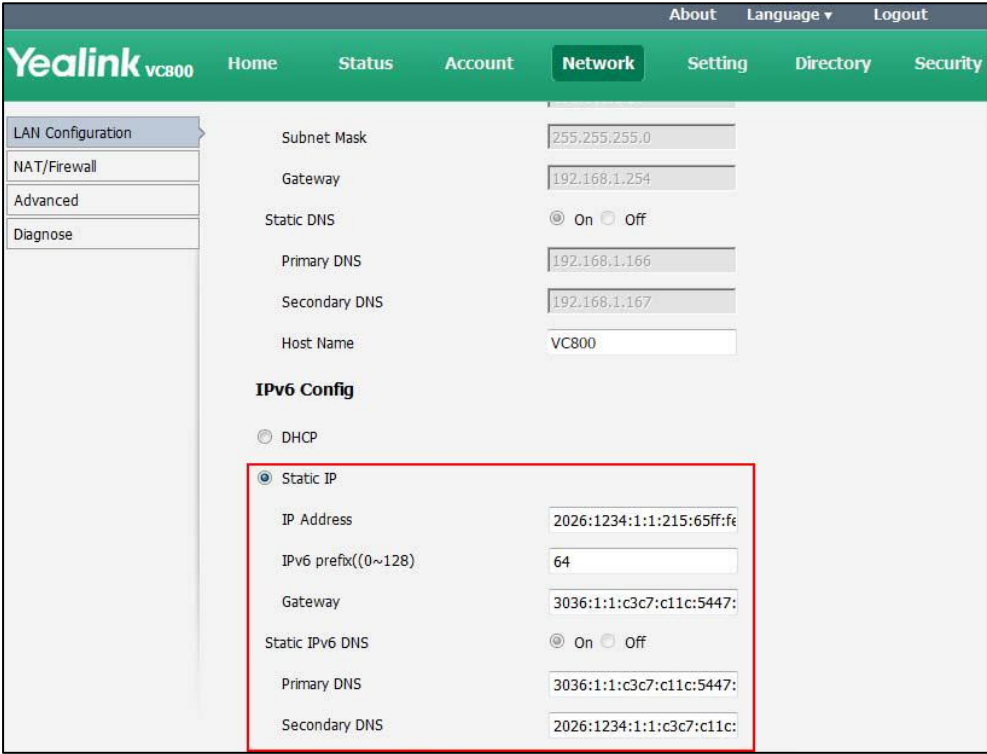 About Language ▾ Logout
Yealink VC800 Home Status Account Network Setting Directory Security
LAN Configuration
NAT/Firewall
Advanced
Diagnose
Subnet Mask 255.255.255.0
Gateway 192.168.1.254
Static DNS On Off
Primary DNS 192.168.1.166
Secondary DNS 192.168.1.167
Host Name VC800
IPv6 Config
DHCP
Static IP
IP Address 2026:1234:1:1:215:65ff:fe
IPv6 prefix((0~128) 64
Gateway 3036:1:1:c3c7:c11c:5447:
Static IPv6 DNS On Off
Primary DNS 3036:1:1:c3c7:c11c:5447:
Secondary DNS 2026:1234:1:1:c3c7:c11c: